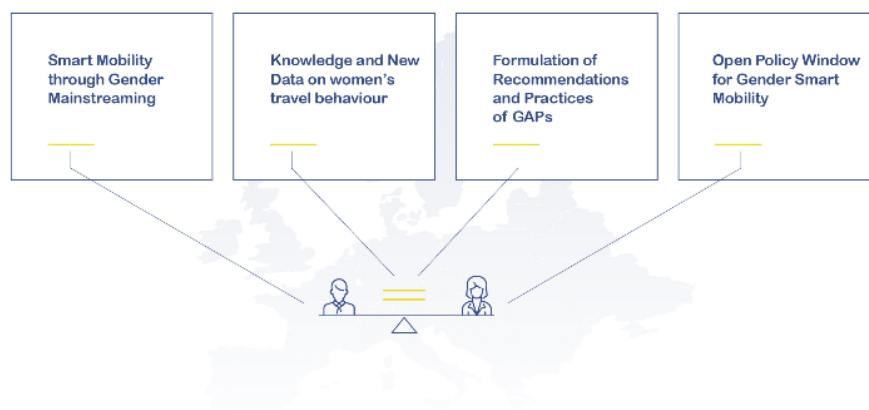 Smart Mobility
through Gender
Mainstreaming
Knowledge and New
Data on women's
travel behaviour
Formulation of
Recommendations
and Practices
of GAPs
Open Policy Window
for Gender Smart
Mobility